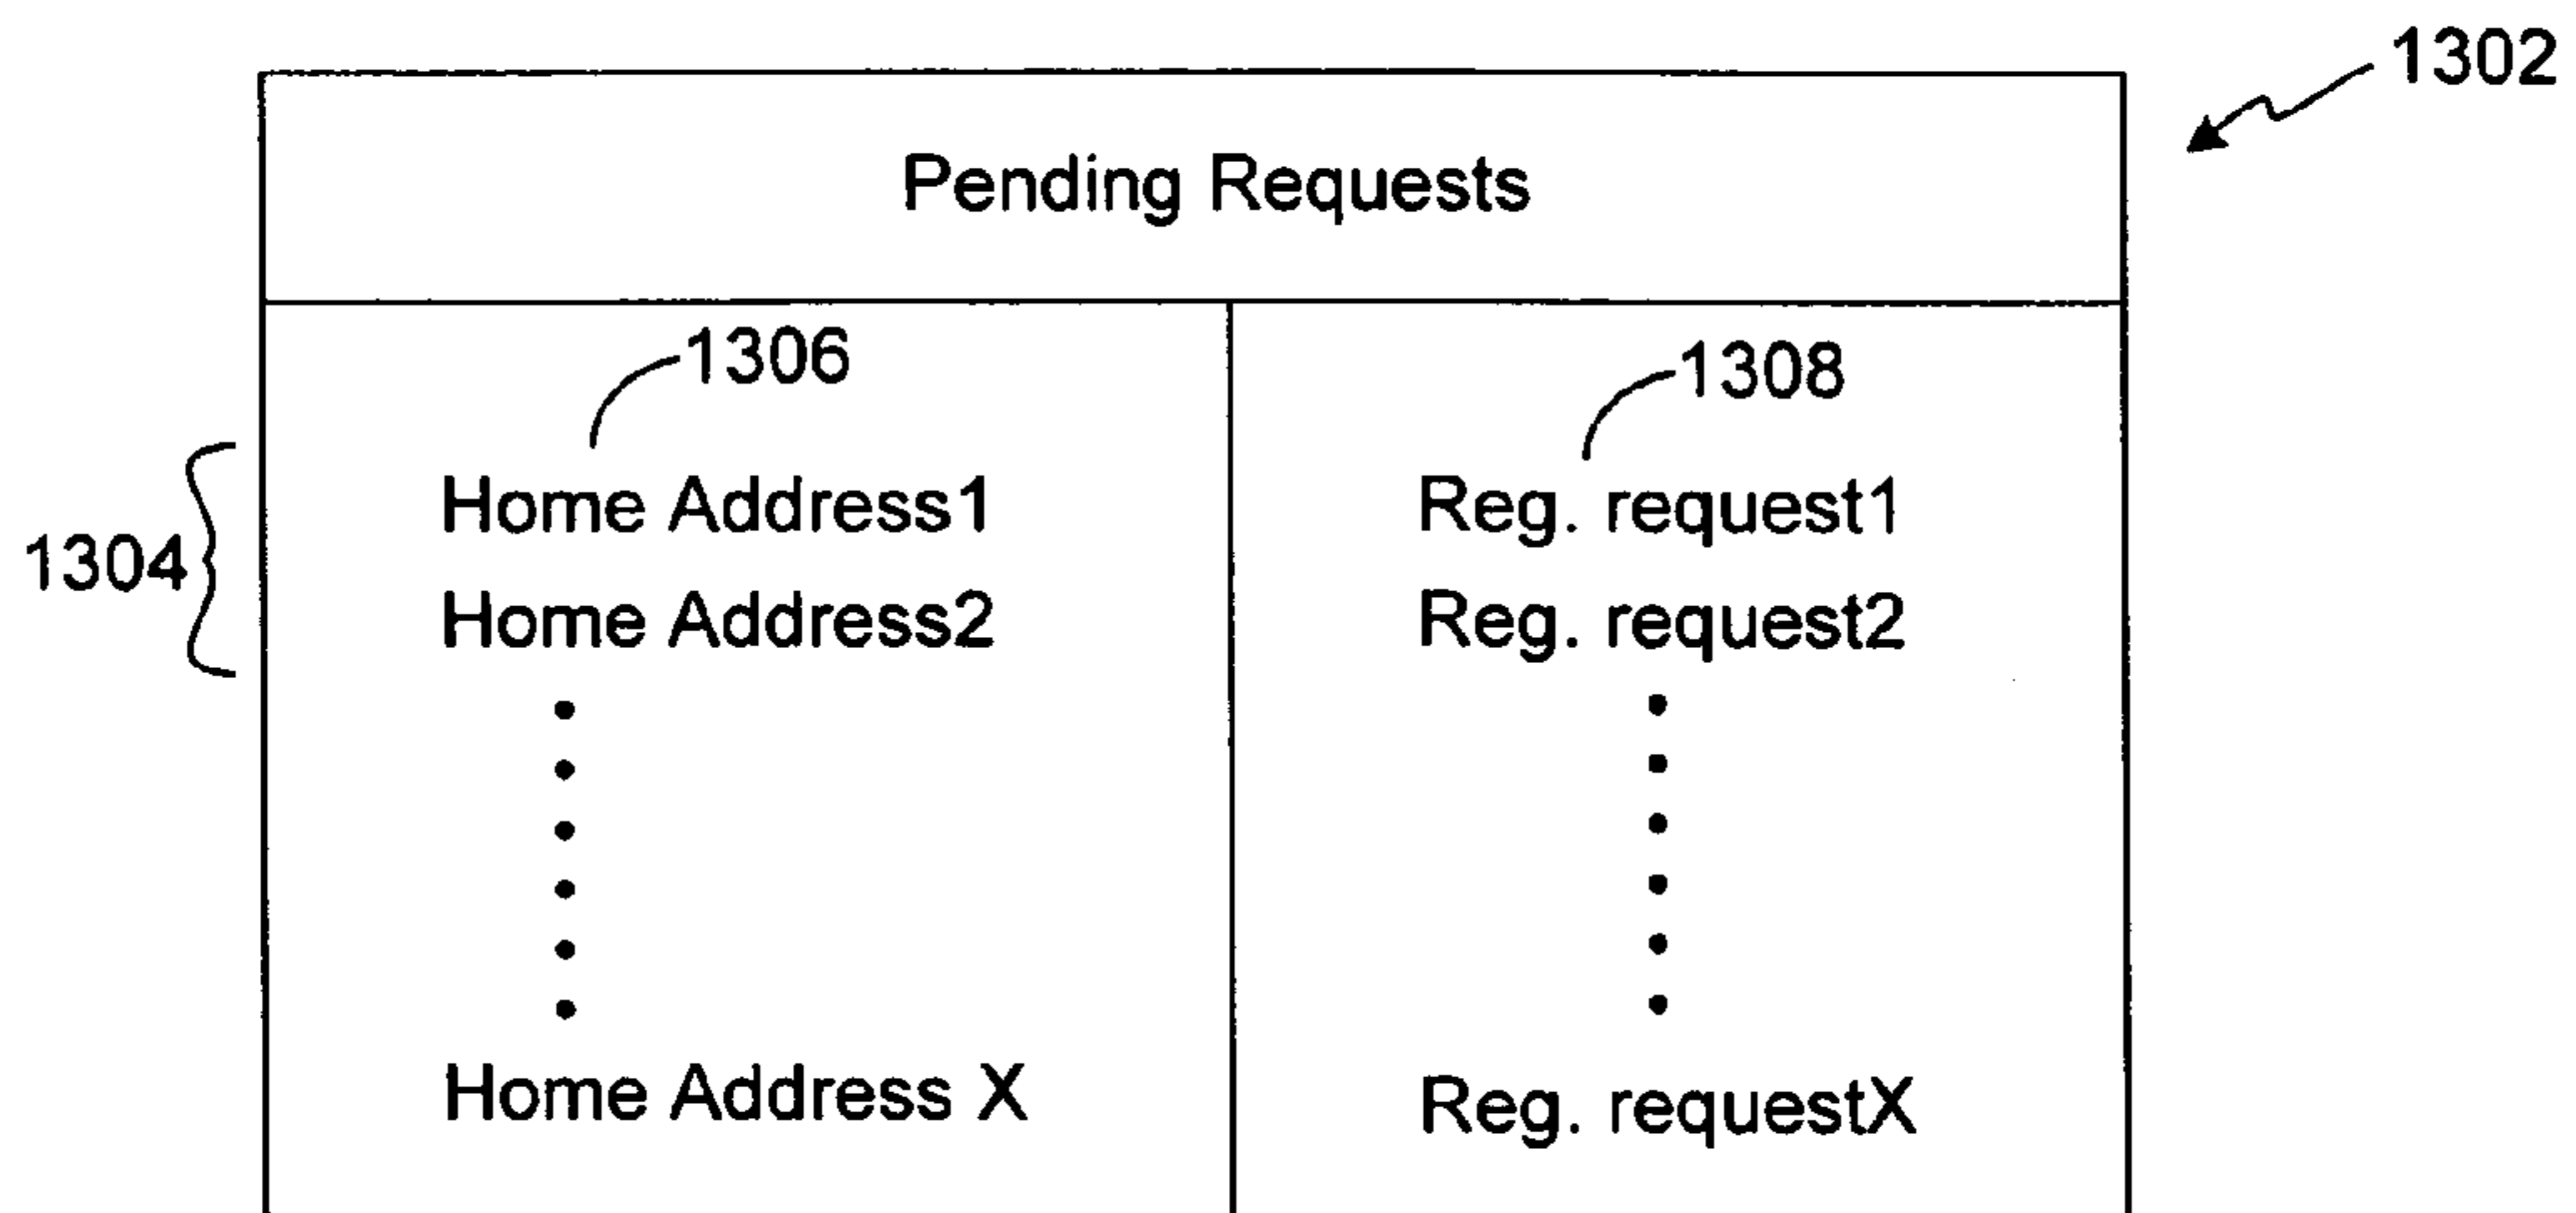 1302
Pending Requests
1306
1308
Home Address1
Reg. request1
1304
Home Address2
Reg. request2
Home Address X
Reg. requestX